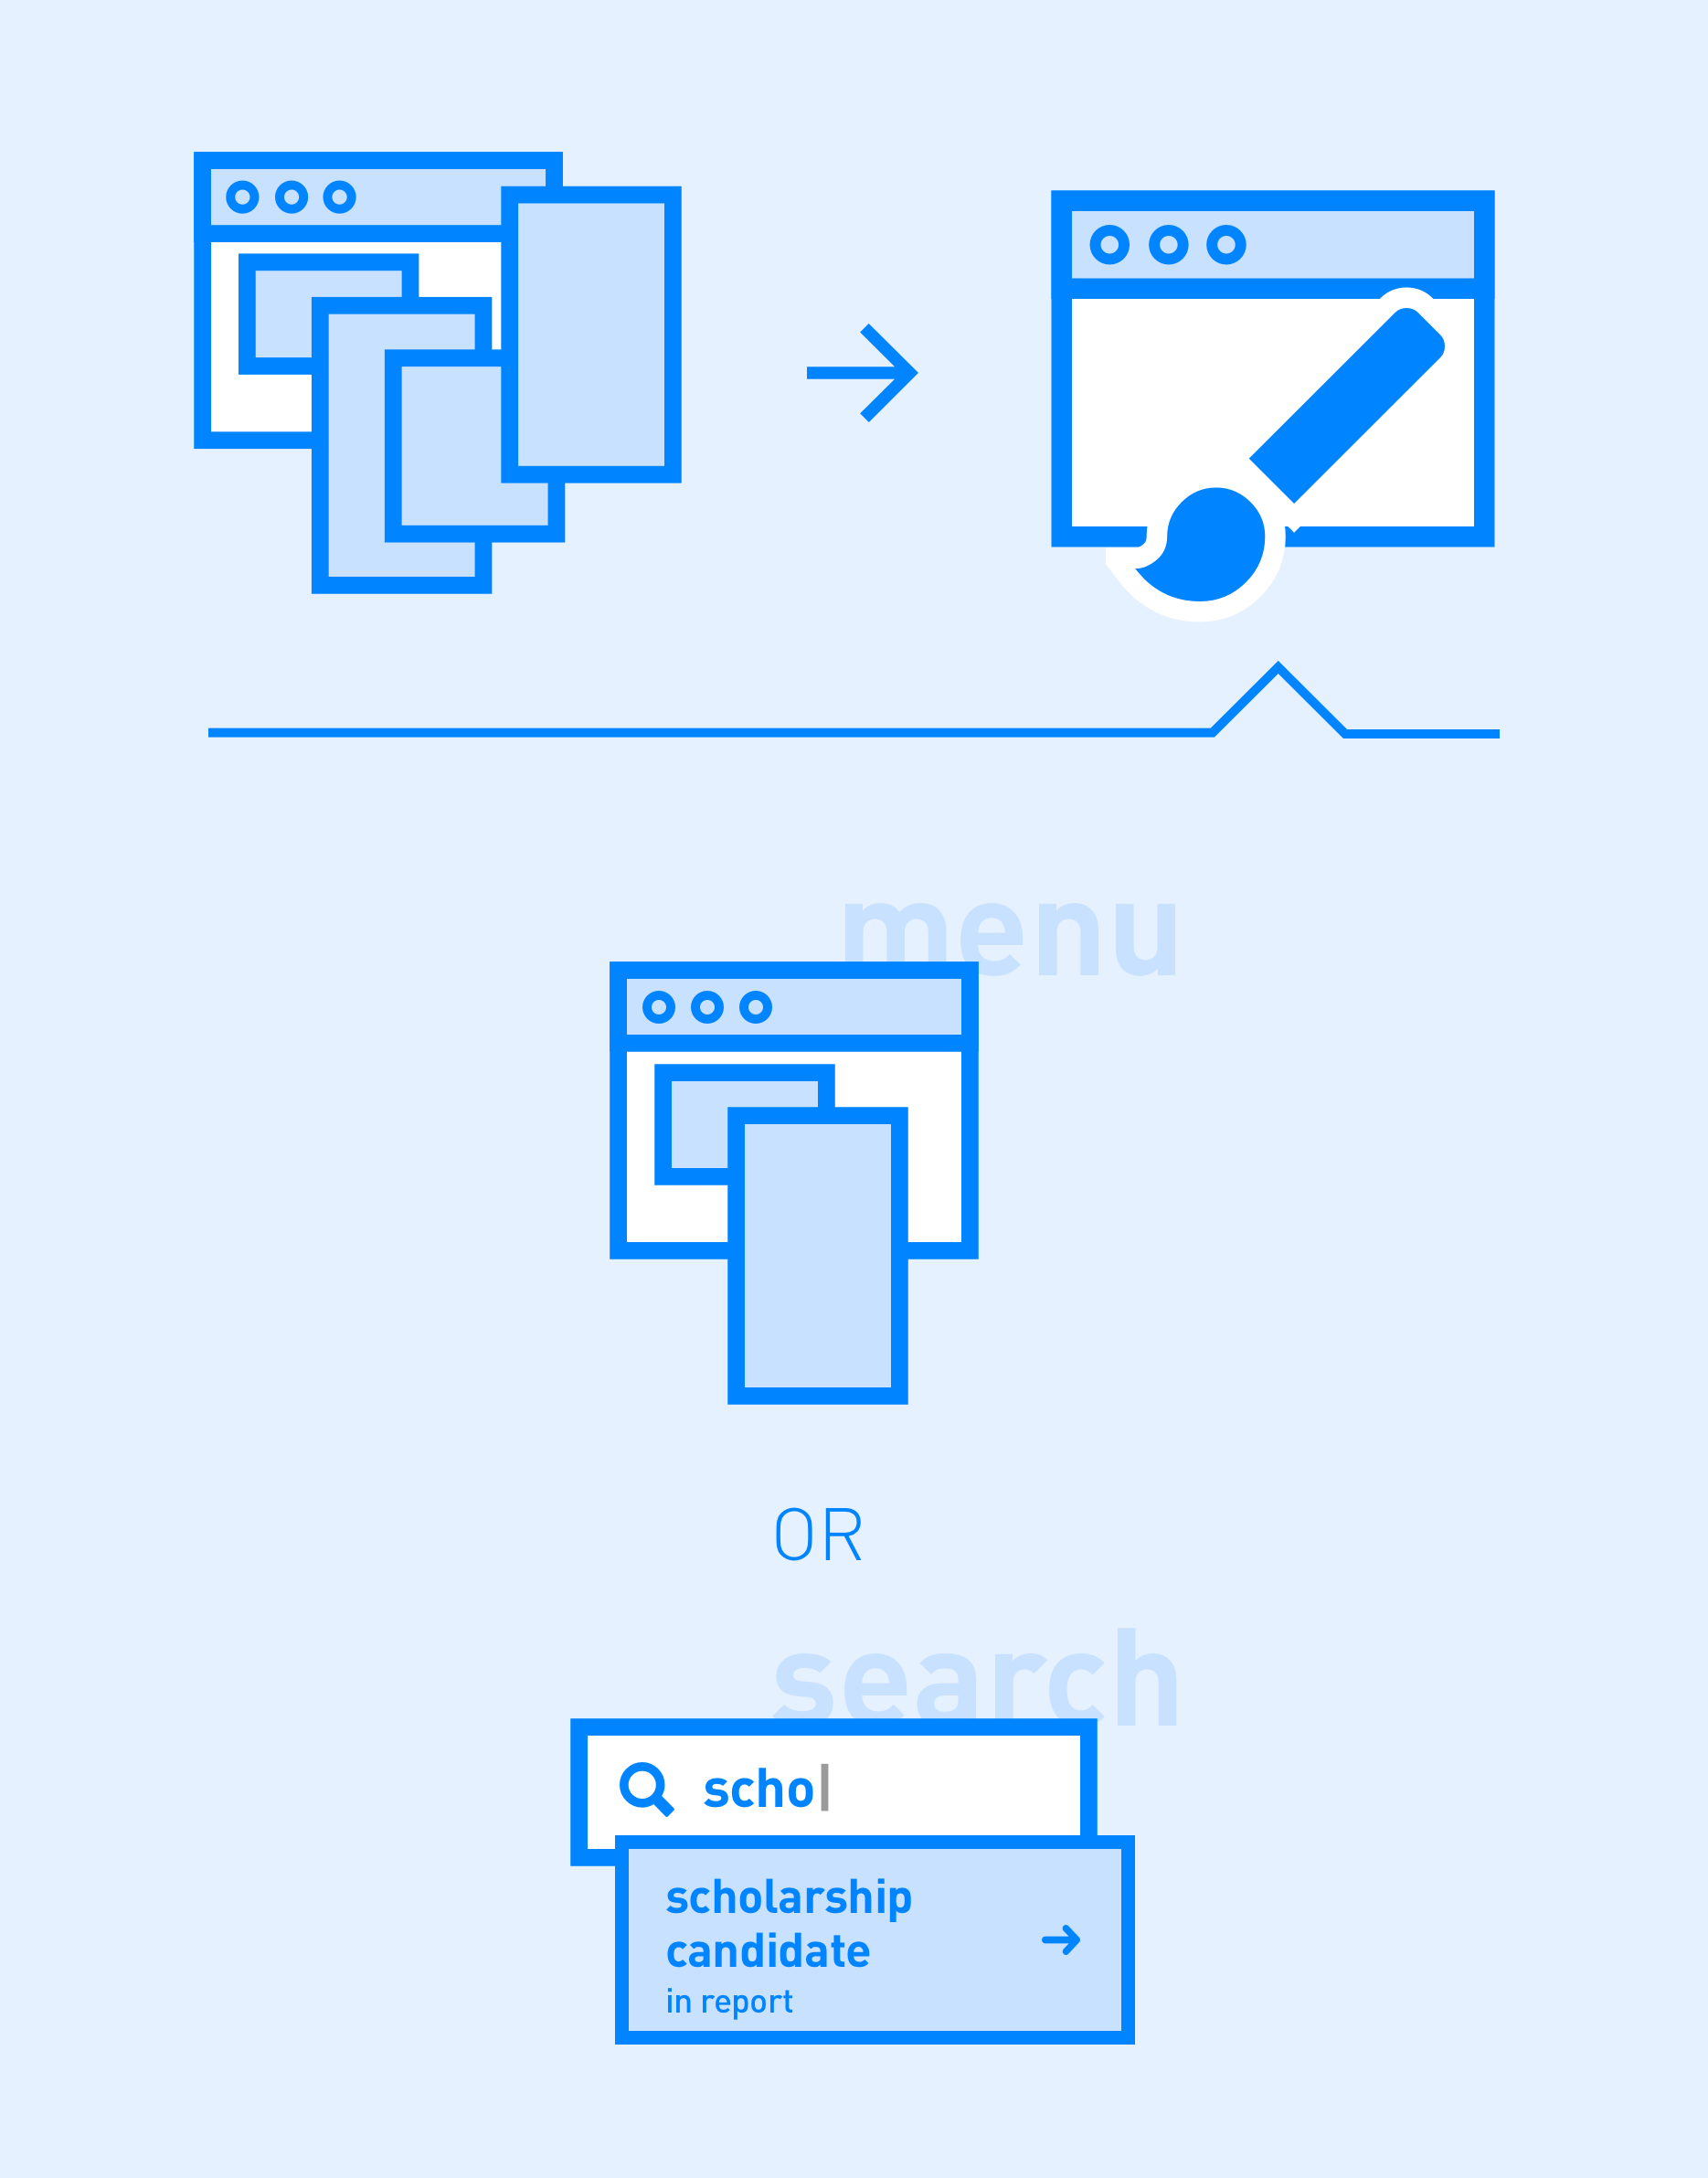 menu
OR
search
scho
scholarship
candidate
in report